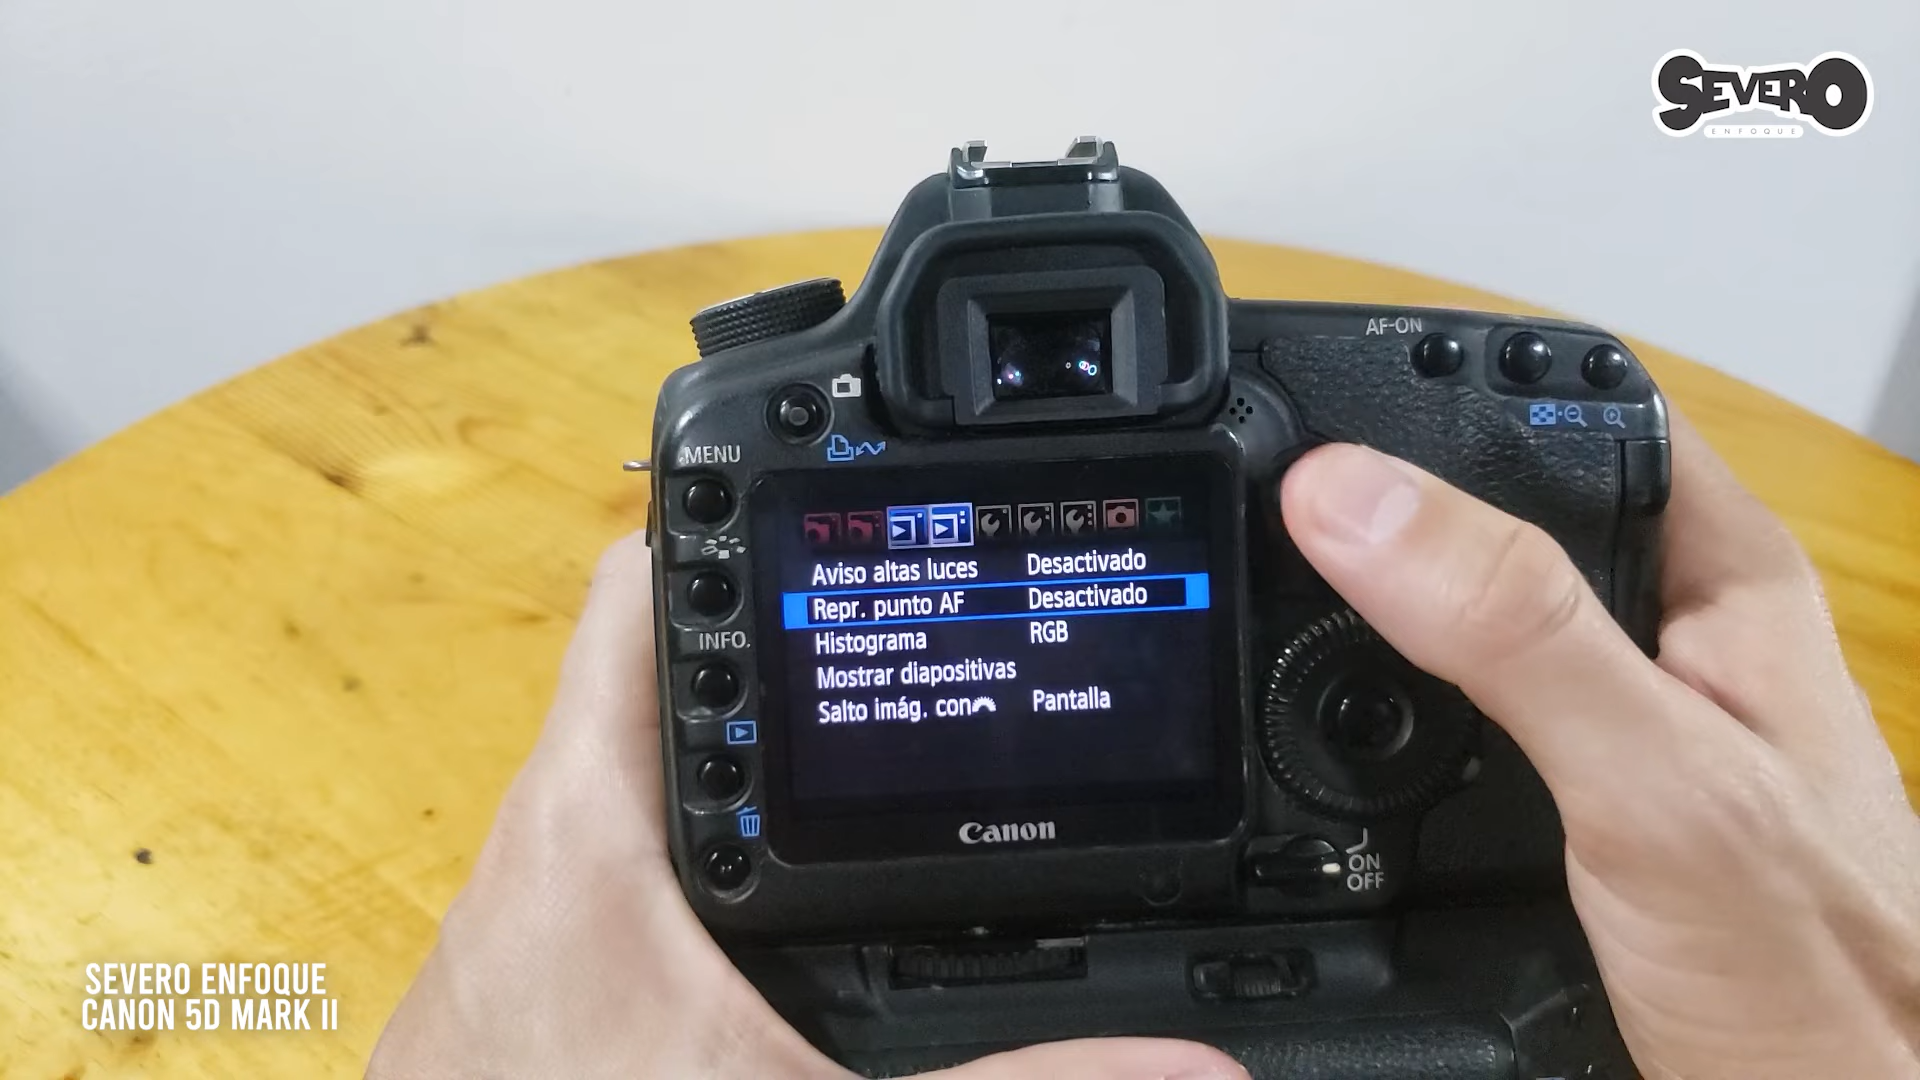 SEVERO
ENFOQUE
AF-ON
MENU
Aviso altas luces Desactivado
Repr. punto AF Desactivado
INFO.
Histograma RGB
Mostrar diapositivas
Salto imág. con Pantalla
Canon
ON
OFF
SEVERO ENFOQUE
CANON 5D MARK II